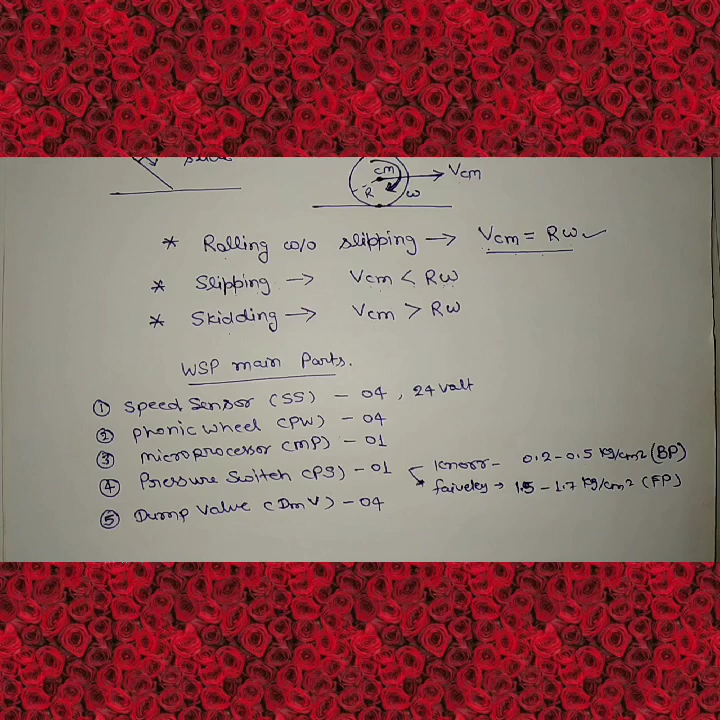 cm
Vcm
R
ω
* Rolling w/o slipping → Vcm = Rω ✓
* Slipping → Vcm < Rω
* Skidding → Vcm > Rω
WSP main Parts.
① Speed Sensor (SS) - 04, 24 volt
② phonic wheel (PW) - 04
③ microprocessor (MP) - 01
④ Pressure Switch (PS) - 01
Knorr - 0.2 - 0.5 kg/cm2 (BP)
faiveley → 1.5 - 1.7 kg/cm2 (FP)
⑤ Dump Valve (DmV) - 04